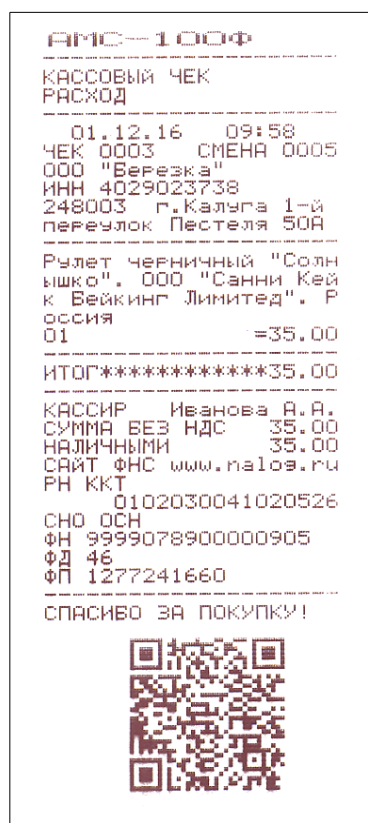 АМС-100Ф
КАССОВЫЙ ЧЕК
РАСХОД
01.12.16 09:58
ЧЕК 0003 СМЕНА 0005
ООО "Березка"
ИНН 4029023738
248003 г.Калуга 1-й
переулок Пестеля 50А
Рулет черничный "Солн
ышко". ООО "Санни Кей
к Бейкинг Лимитед". Р
оссия
01 =35.00
ИТОГ************35.00
КАССИР Иванова А.А.
СУММА БЕЗ НДС 35.00
НАЛИЧНЫМИ 35.00
САЙТ ФНС www.nalog.ru
РН ККТ
0102030041020526
СНО ОСН
ФН 9999078900000905
ФД 46
ФП 1277241660
СПАСИБО ЗА ПОКУПКУ!